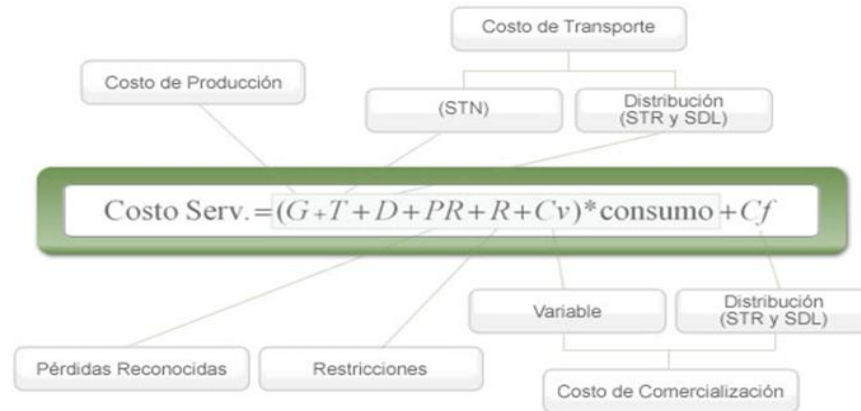 Costo de Transporte
Costo de Producción
(STN)
Distribución
(STR y SDL)
Costo Serv.=(G+T+D+PR+R+Cv)*consumo+Cf
Variable
Distribución
(STR y SDL)
Pérdidas Reconocidas
Restricciones
Costo de Comercialización